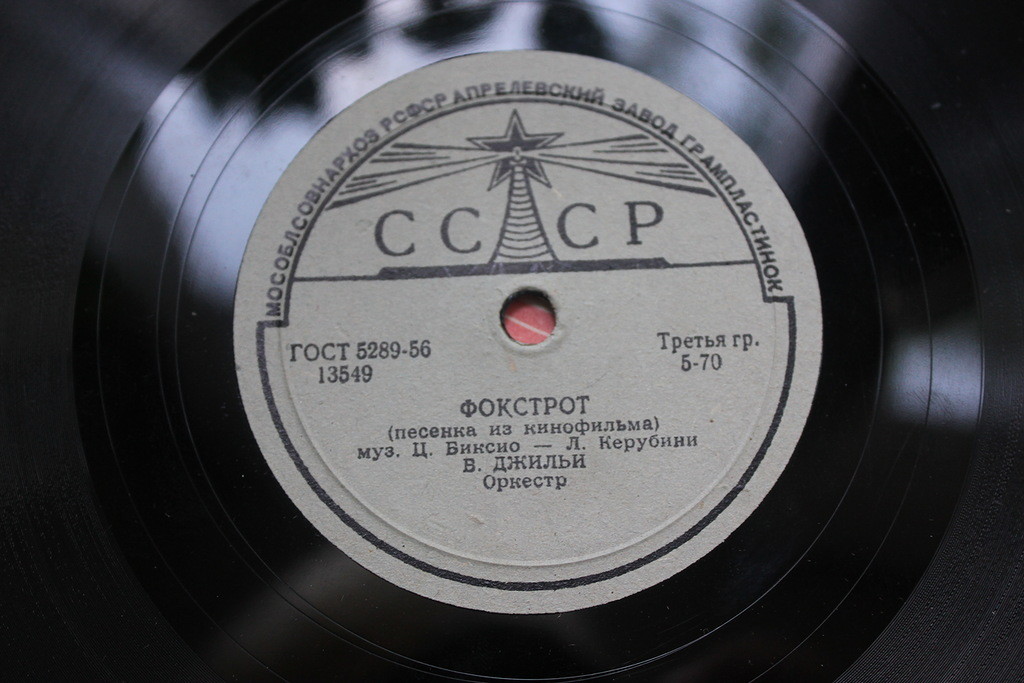 МОСОБЛСОВНАРХОЗ РСФСР АПРЕЛЕВСКИЙ ЗАВОД ГРАМПЛАСТИНОК
СССР
ГОСТ 5289-56
13549
Третья гр.
5-70
ФОКСТРОТ
(песенка из кинофильма)
муз. Ц. Биксио — Л. Керубини
В. ДЖИЛЬИ
Оркестр